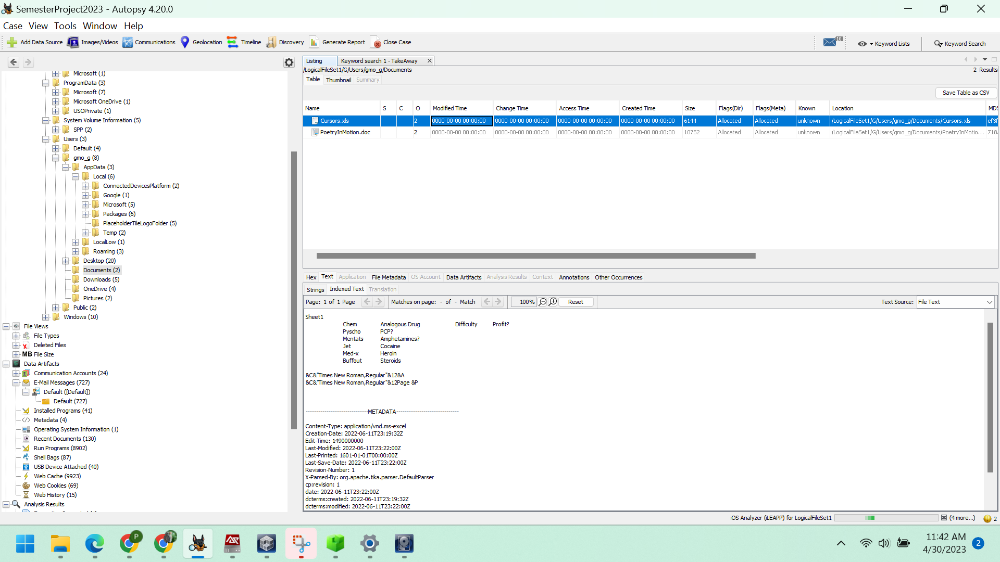 SemesterProject2023 - Autopsy 4.20.0
Case View Tools Window Help
Add Data Source Images/Videos Communications Geolocation Timeline Discovery Generate Report Close Case 10 Keyword Lists Keyword Search
Microsoft (1)
ProgramData (3)
Microsoft (7)
Microsoft OneDrive (1)
USOPrivate (1)
System Volume Information (5)
SPP (2)
Users (3)
Default (4)
gmo_g (8)
AppData (3)
Local (6)
ConnectedDevicesPlatform (2)
Google (1)
Microsoft (5)
Packages (6)
PlaceholderTileLogoFolder (5)
Temp (2)
LocalLow (1)
Roaming (3)
Desktop (20)
Documents (2)
Downloads (5)
OneDrive (4)
Pictures (2)
Public (2)
Windows (10)
File Views
File Types
Deleted Files
MB File Size
Data Artifacts
Communication Accounts (24)
E-Mail Messages (727)
Default ([Default])
Default (727)
Installed Programs (41)
Metadata (4)
Operating System Information (1)
Recent Documents (130)
Run Programs (8902)
Shell Bags (87)
USB Device Attached (40)
Web Cache (9923)
Web Cookies (69)
Web History (15)
Analysis Results
Listing Keyword search 1 - TakeAway
/LogicalFileSet1/G/Users/gmo_g/Documents
2 Results
Table Thumbnail Summary
Save Table as CSV
Name S C O Modified Time Change Time Access Time Created Time Size Flags(Dir) Flags(Meta) Known Location MD5
Cursors.xls 2 0000-00-00 00:00:00 0000-00-00 00:00:00 0000-00-00 00:00:00 0000-00-00 00:00:00 6144 Allocated Allocated unknown /LogicalFileSet1/G/Users/gmo_g/Documents/Cursors.xls ef3f
PoetryInMotion.doc 2 0000-00-00 00:00:00 0000-00-00 00:00:00 0000-00-00 00:00:00 0000-00-00 00:00:00 10752 Allocated Allocated unknown /LogicalFileSet1/G/Users/gmo_g/Documents/PoetryInMotio... 718
Hex Text Application File Metadata OS Account Data Artifacts Analysis Results Context Annotations Other Occurrences
Strings Indexed Text Translation
Page: 1 of 1 Page Matches on page: - of - Match 100% Reset Text Source: File Text
Sheet1
Chem Analogous Drug Difficulty Profit?
Pyscho PCP?
Mentats Amphetamines?
Jet Cocaine
Med-x Heroin
Buffout Steroids
&C&"Times New Roman,Regular"&12&A
&C&"Times New Roman,Regular"&12Page &P
------------------------------METADATA------------------------------
Content-Type: application/vnd.ms-excel
Creation-Date: 2022-06-11T23:19:32Z
Edit-Time: 1490000000
Last-Modified: 2022-06-11T23:22:00Z
Last-Printed: 1601-01-01T00:00:00Z
Last-Save-Date: 2022-06-11T23:22:00Z
Revision-Number: 1
X-Parsed-By: org.apache.tika.parser.DefaultParser
cp:revision: 1
date: 2022-06-11T23:22:00Z
dcterms:created: 2022-06-11T23:19:32Z
dcterms:modified: 2022-06-11T23:22:00Z
iOS Analyzer (iLEAPP) for LogicalFileSet1 (4 more...) 2
P
11:42 AM
4/30/2023
2